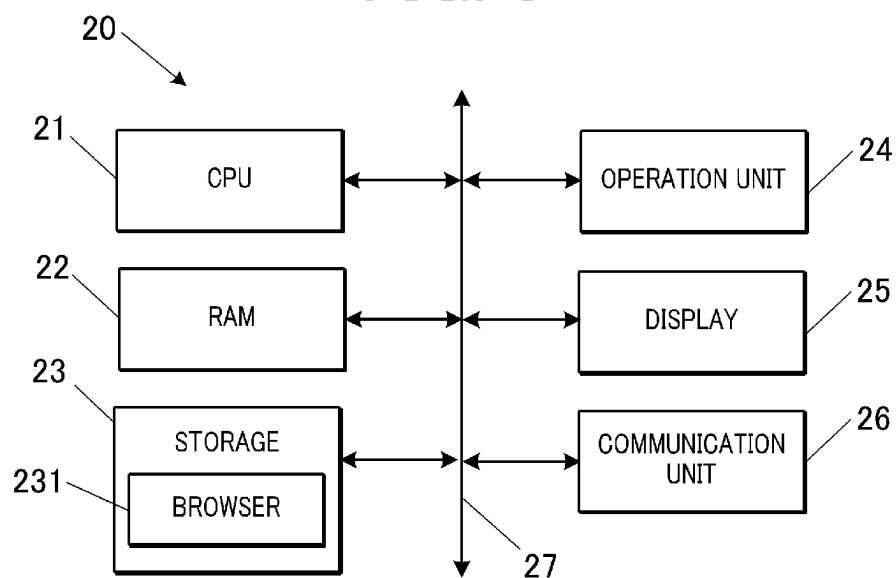 20
21
CPU
OPERATION UNIT
24
22
RAM
DISPLAY
25
23
STORAGE
COMMUNICATION
UNIT
26
231
BROWSER
27